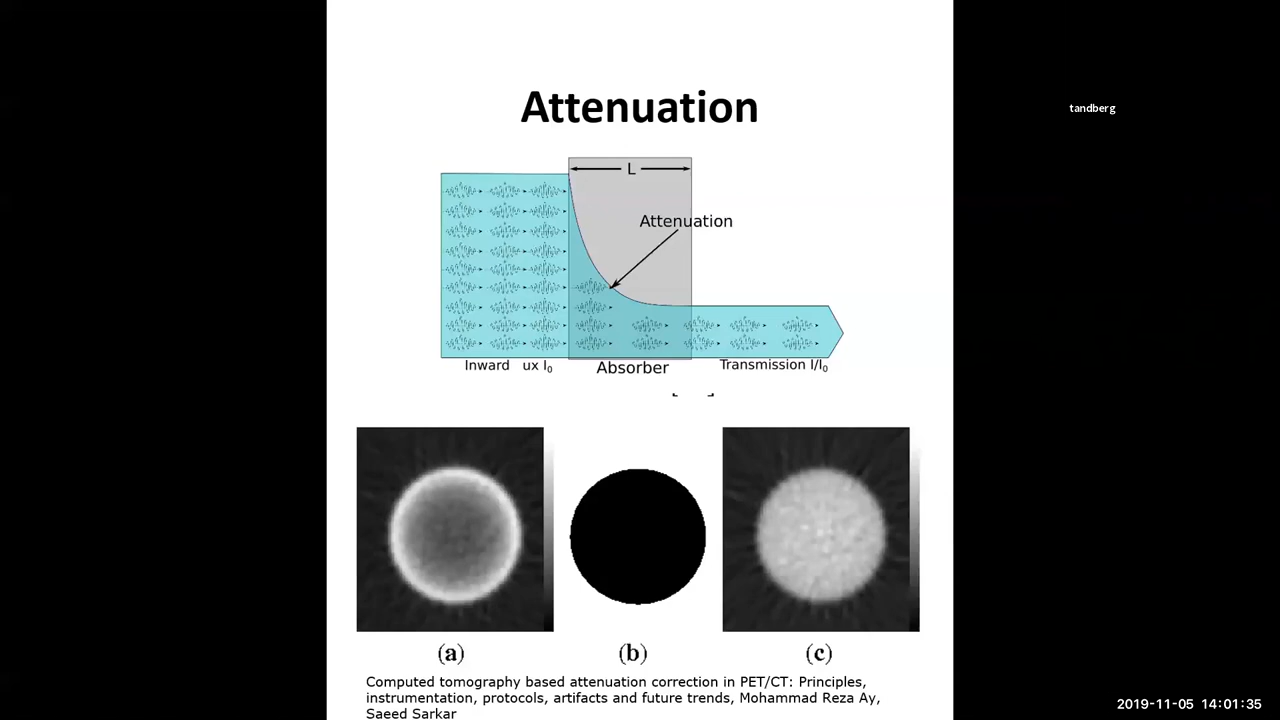 Attenuation
tandberg
L
Attenuation
Inward ux I0
Absorber
Transmission I/I0
(a)
(b)
(c)
Computed tomography based attenuation correction in PET/CT: Principles,
instrumentation, protocols, artifacts and future trends, Mohammad Reza Ay,
Saeed Sarkar
2019-11-05 14:01:35